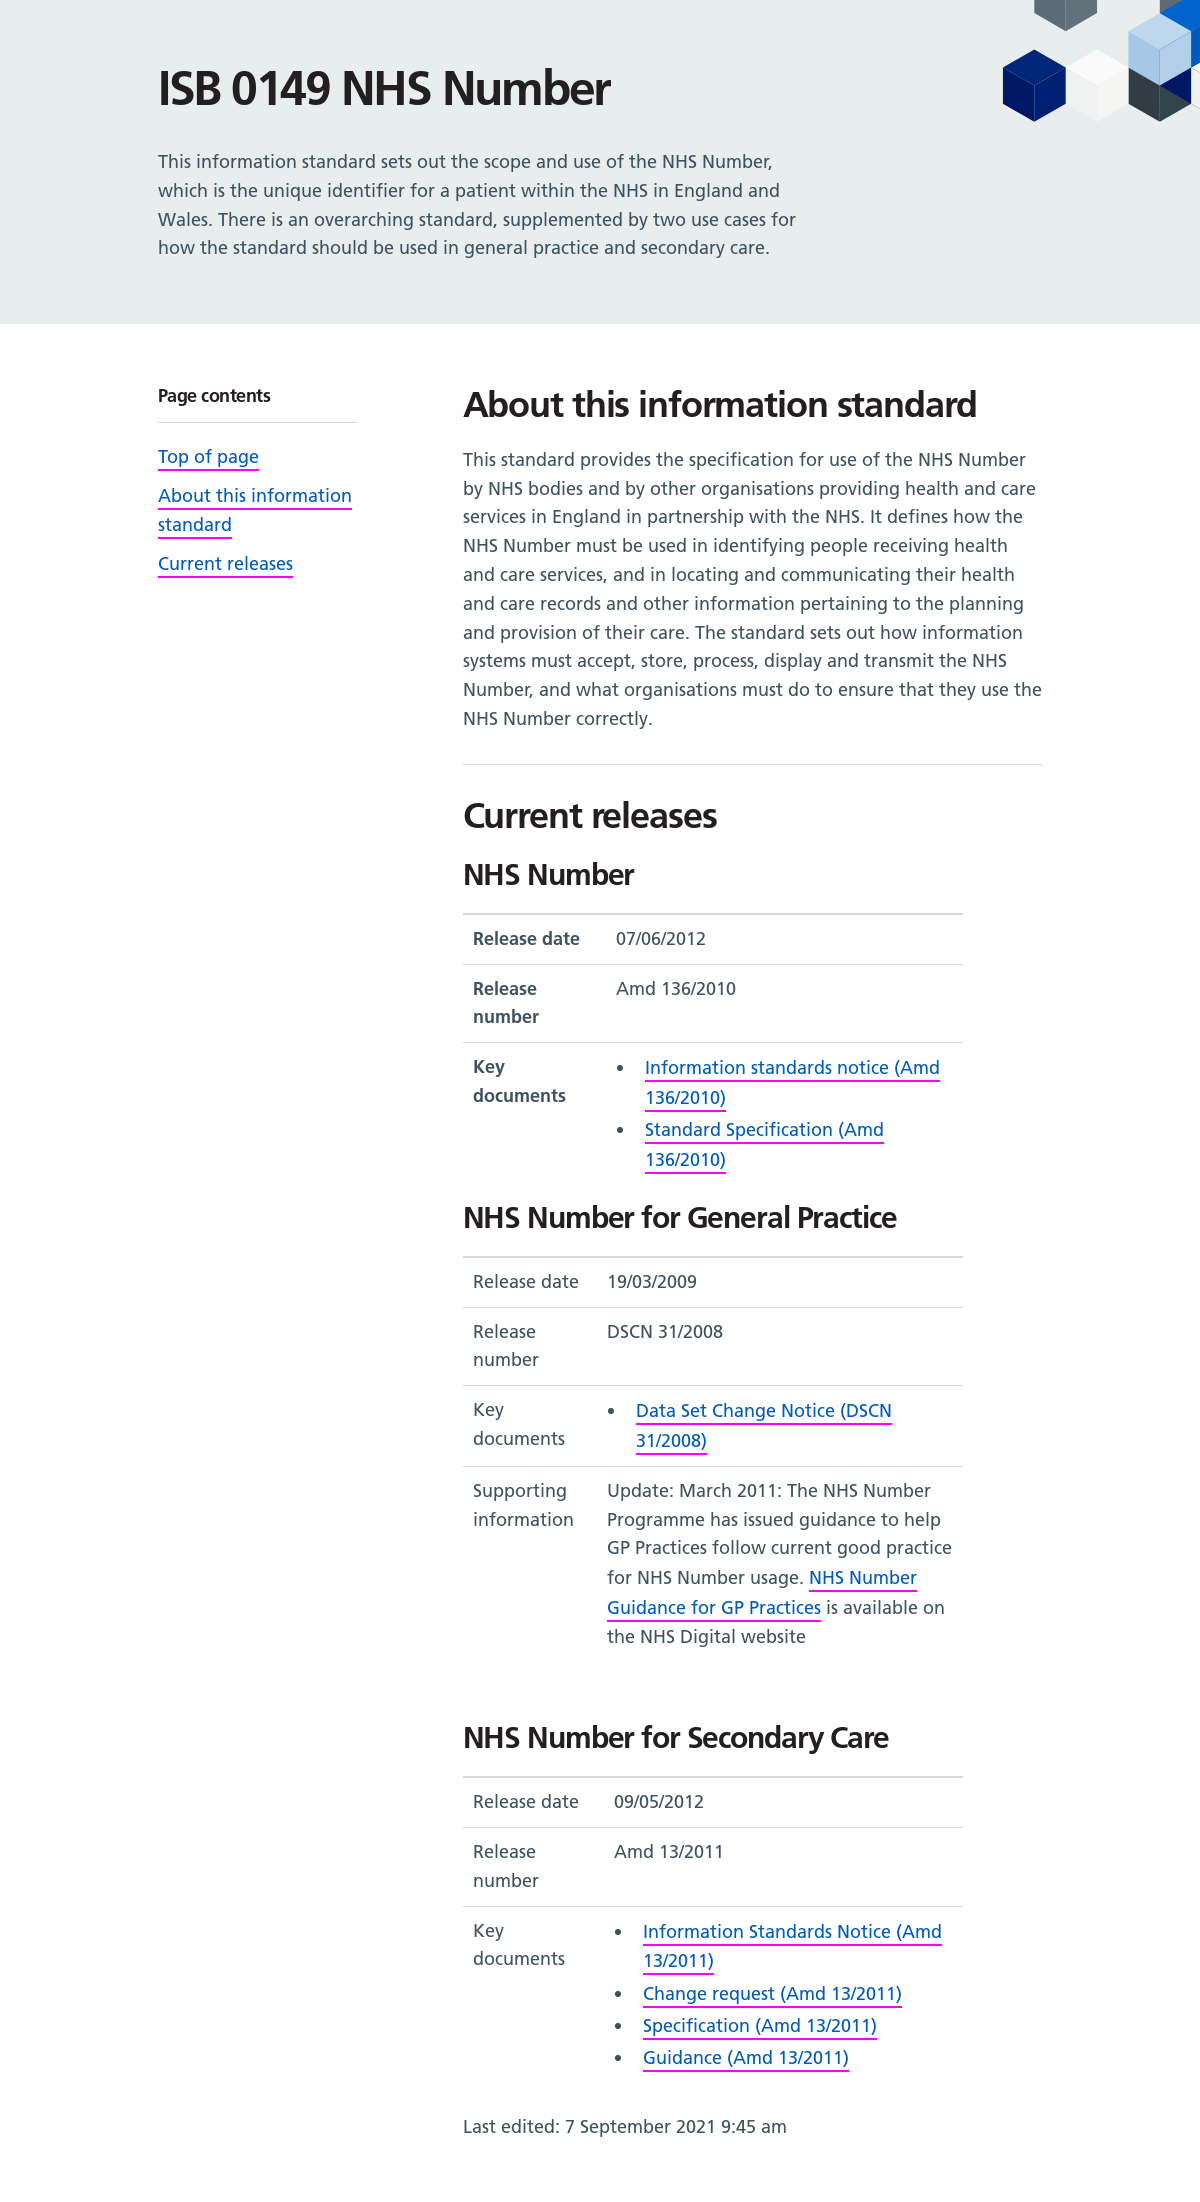 ISB 0149 NHS Number
This information standard sets out the scope and use of the NHS Number,
which is the unique identifier for a patient within the NHS in England and
Wales. There is an overarching standard, supplemented by two use cases for
how the standard should be used in general practice and secondary care.
Page contents
Top of page
About this information
standard
Current releases
About this information standard
This standard provides the specification for use of the NHS Number
by NHS bodies and by other organisations providing health and care
services in England in partnership with the NHS. It defines how the
NHS Number must be used in identifying people receiving health
and care services, and in locating and communicating their health
and care records and other information pertaining to the planning
and provision of their care. The standard sets out how information
systems must accept, store, process, display and transmit the NHS
Number, and what organisations must do to ensure that they use the
NHS Number correctly.
Current releases
NHS Number
Release date 07/06/2012
Release Amd 136/2010
number
Key • Information standards notice (Amd
documents 136/2010)
• Standard Specification (Amd
136/2010)
NHS Number for General Practice
Release date 19/03/2009
Release DSCN 31/2008
number
Key • Data Set Change Notice (DSCN
documents 31/2008)
Supporting Update: March 2011: The NHS Number
information Programme has issued guidance to help
GP Practices follow current good practice
for NHS Number usage. NHS Number
Guidance for GP Practices is available on
the NHS Digital website
NHS Number for Secondary Care
Release date 09/05/2012
Release Amd 13/2011
number
Key • Information Standards Notice (Amd
documents 13/2011)
• Change request (Amd 13/2011)
• Specification (Amd 13/2011)
• Guidance (Amd 13/2011)
Last edited: 7 September 2021 9:45 am